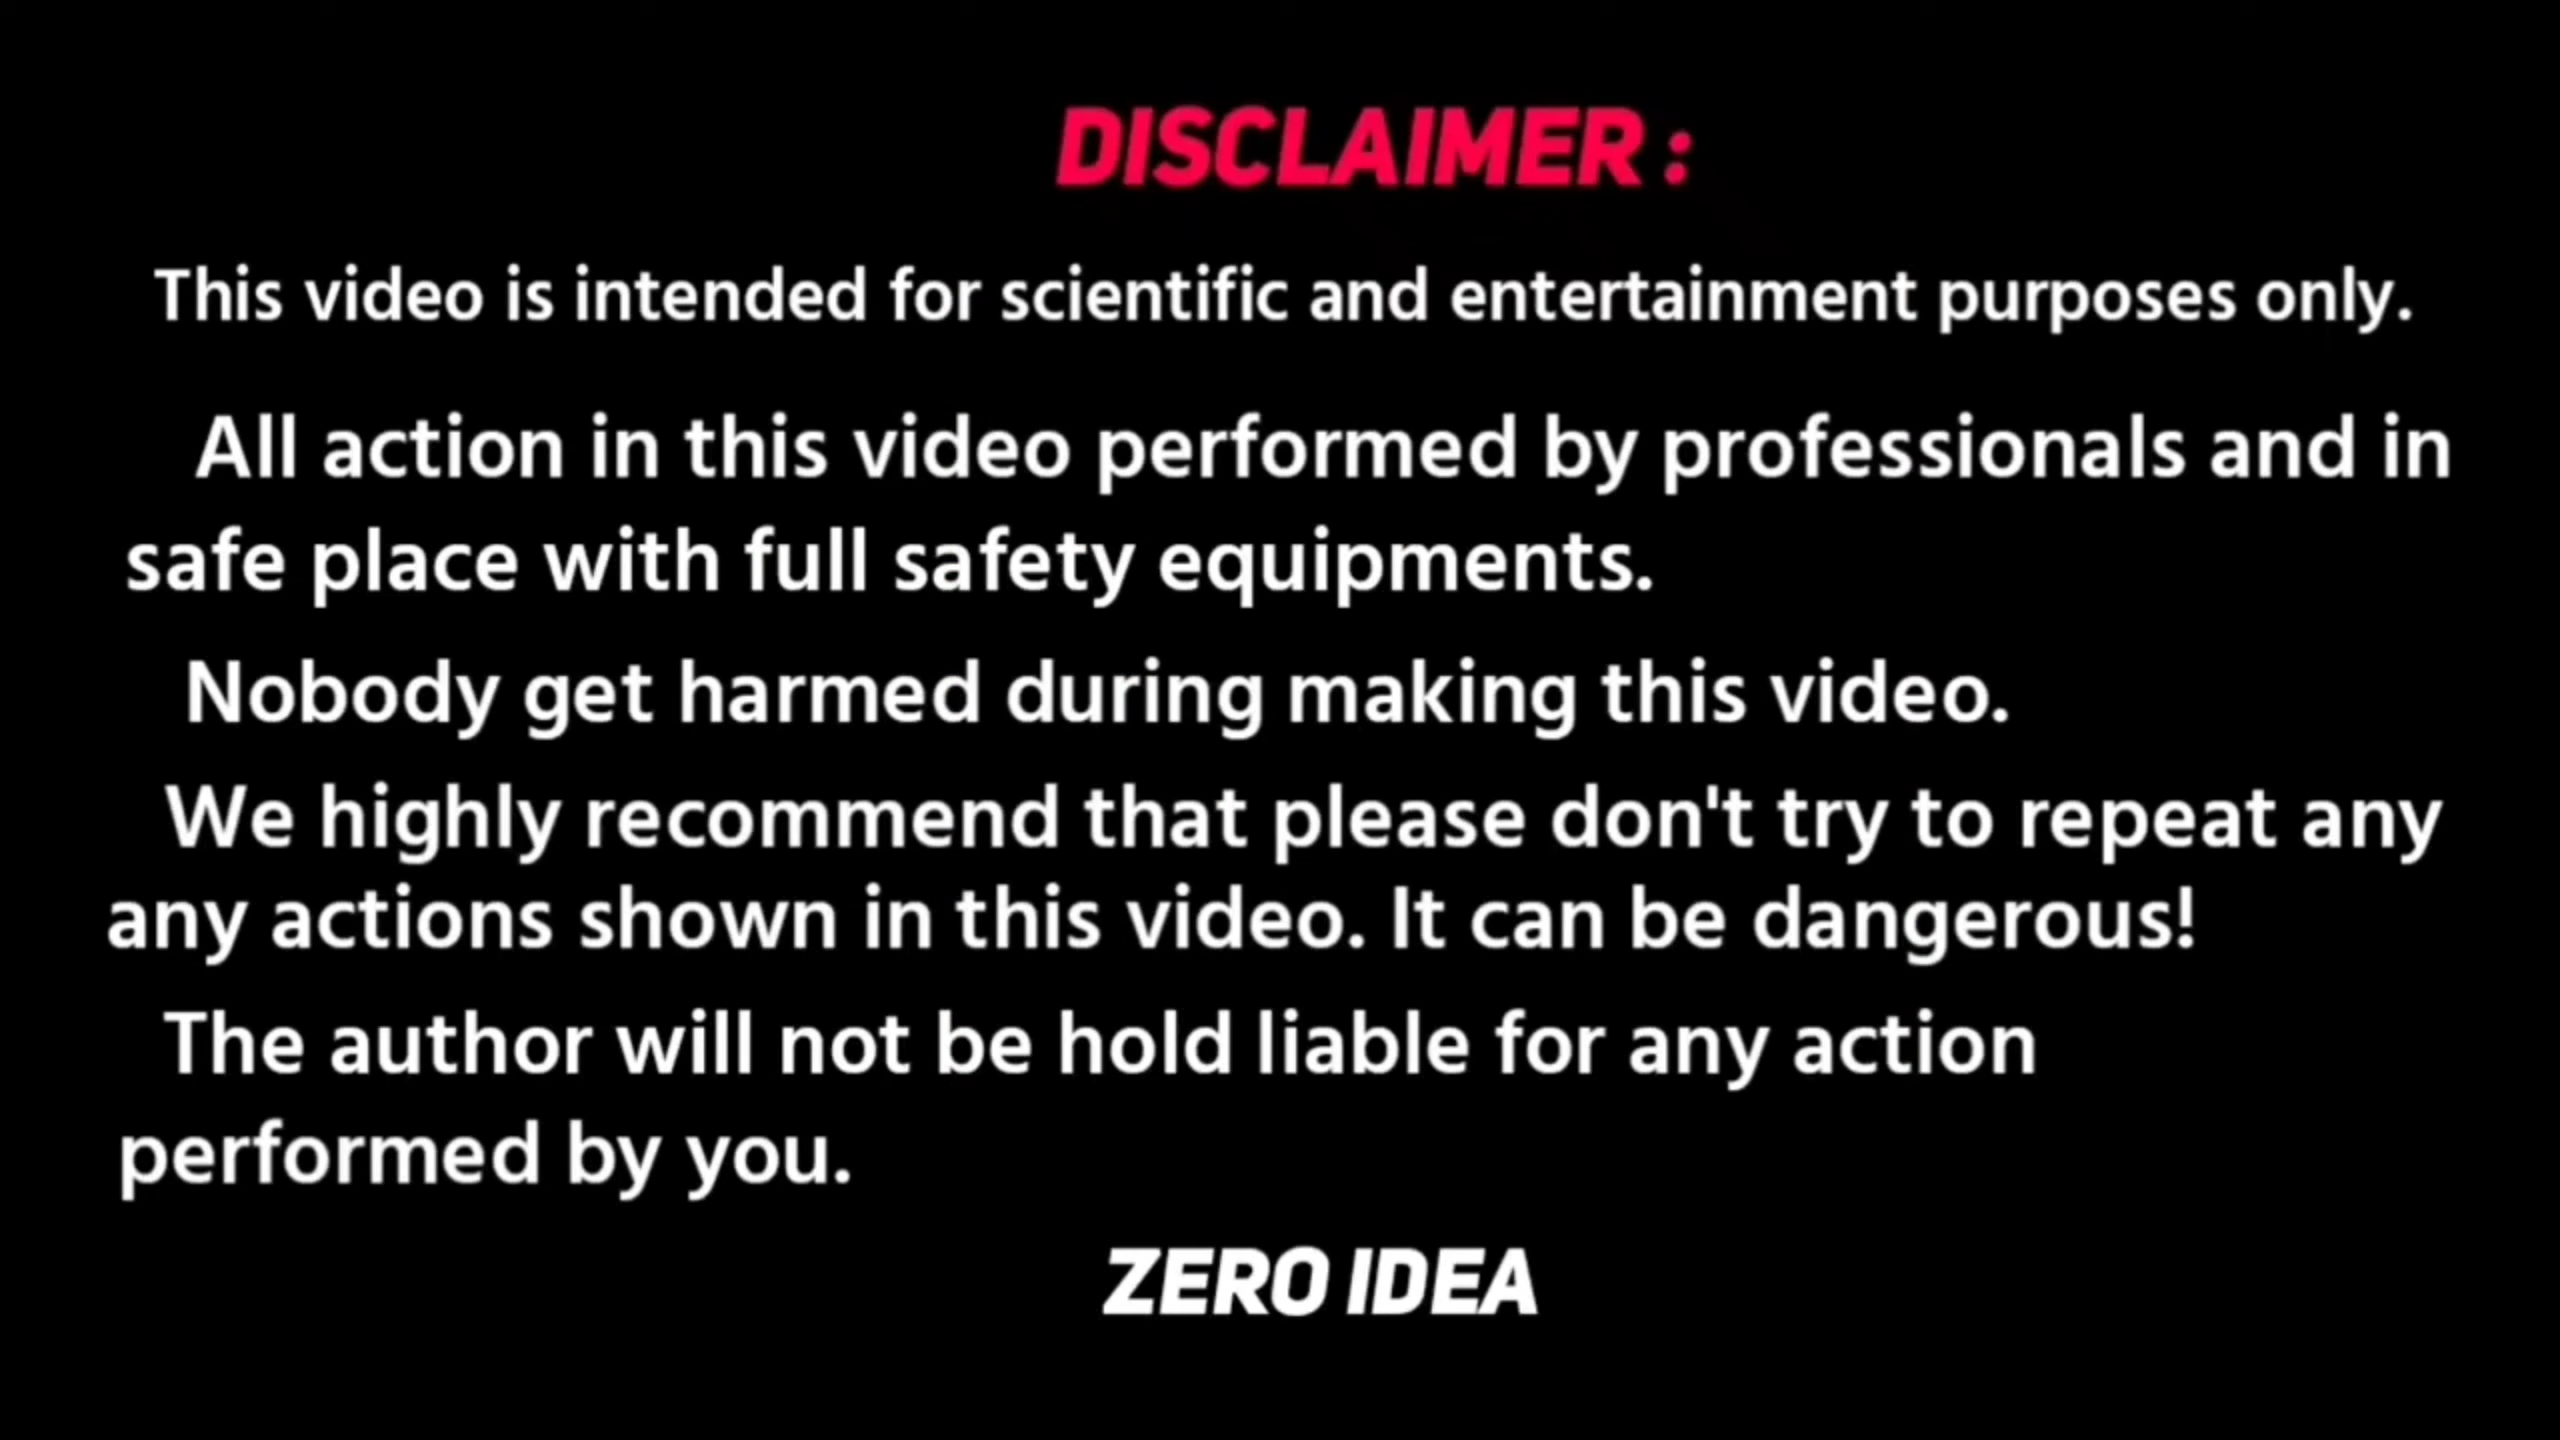 DISCLAIMER :
This video is intended for scientific and entertainment purposes only.
All action in this video performed by professionals and in
safe place with full safety equipments.
Nobody get harmed during making this video.
We highly recommend that please don't try to repeat any
any actions shown in this video. It can be dangerous!
The author will not be hold liable for any action
performed by you.
ZERO IDEA